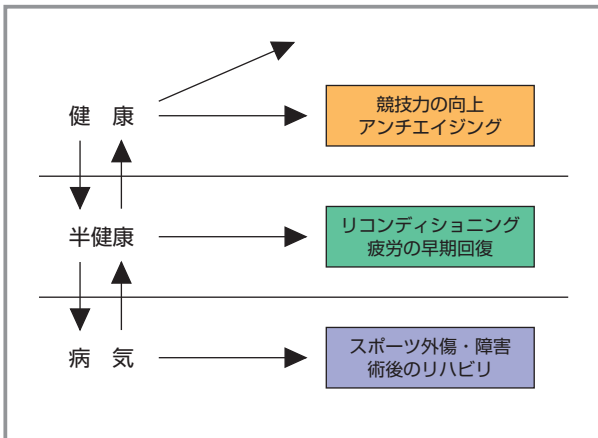 健　康
競技力の向上
アンチエイジング
半健康
リコンディショニング
疲労の早期回復
病　気
スポーツ外傷・障害
術後のリハビリ